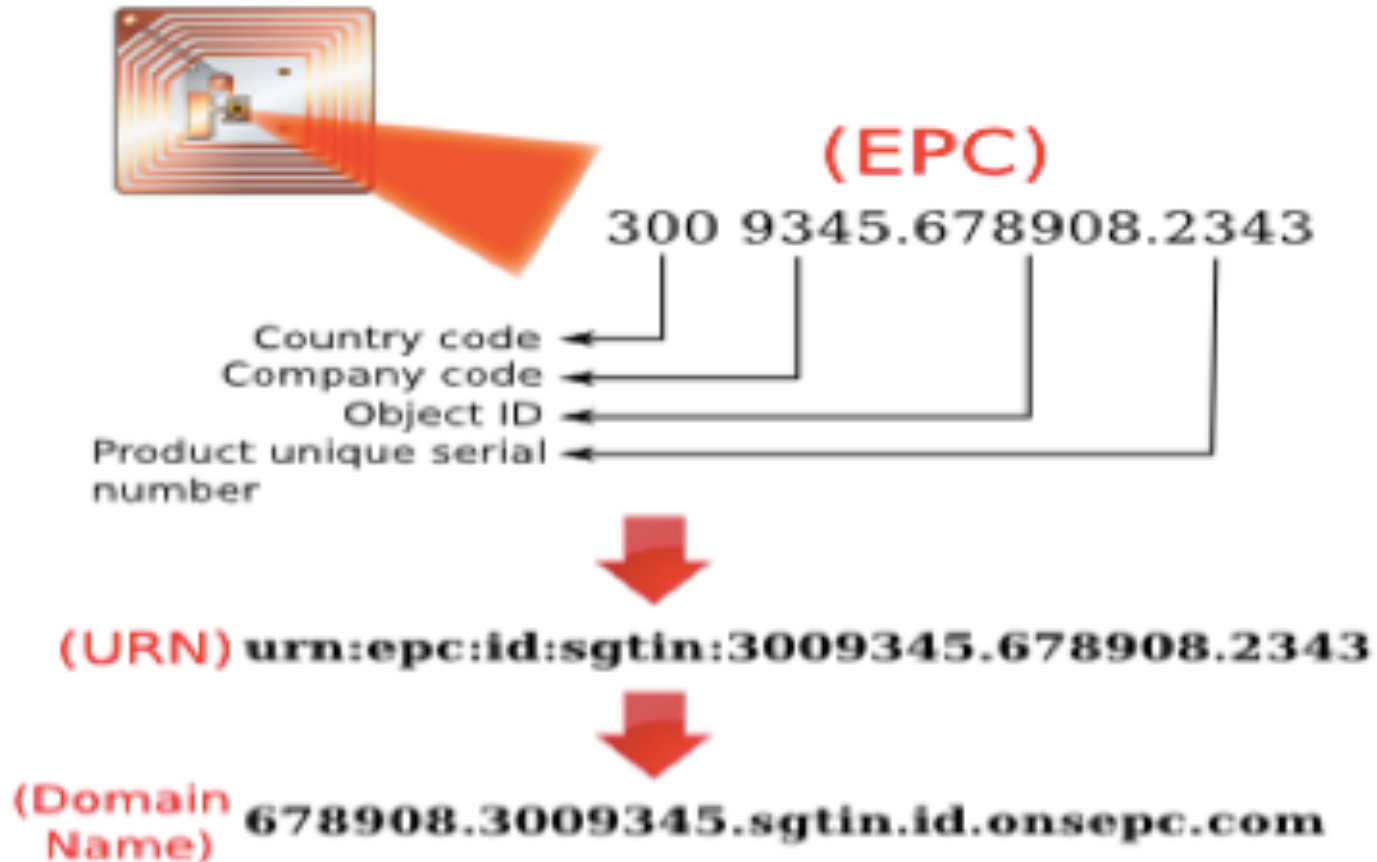 (EPC)
300 9345.678908.2343
Country code
Company code
Object ID
Product unique serial
number
(URN) urn:epc:id:sgtin:3009345.678908.2343
(Domain
Name) 678908.3009345.sgtin.id.onsepc.com